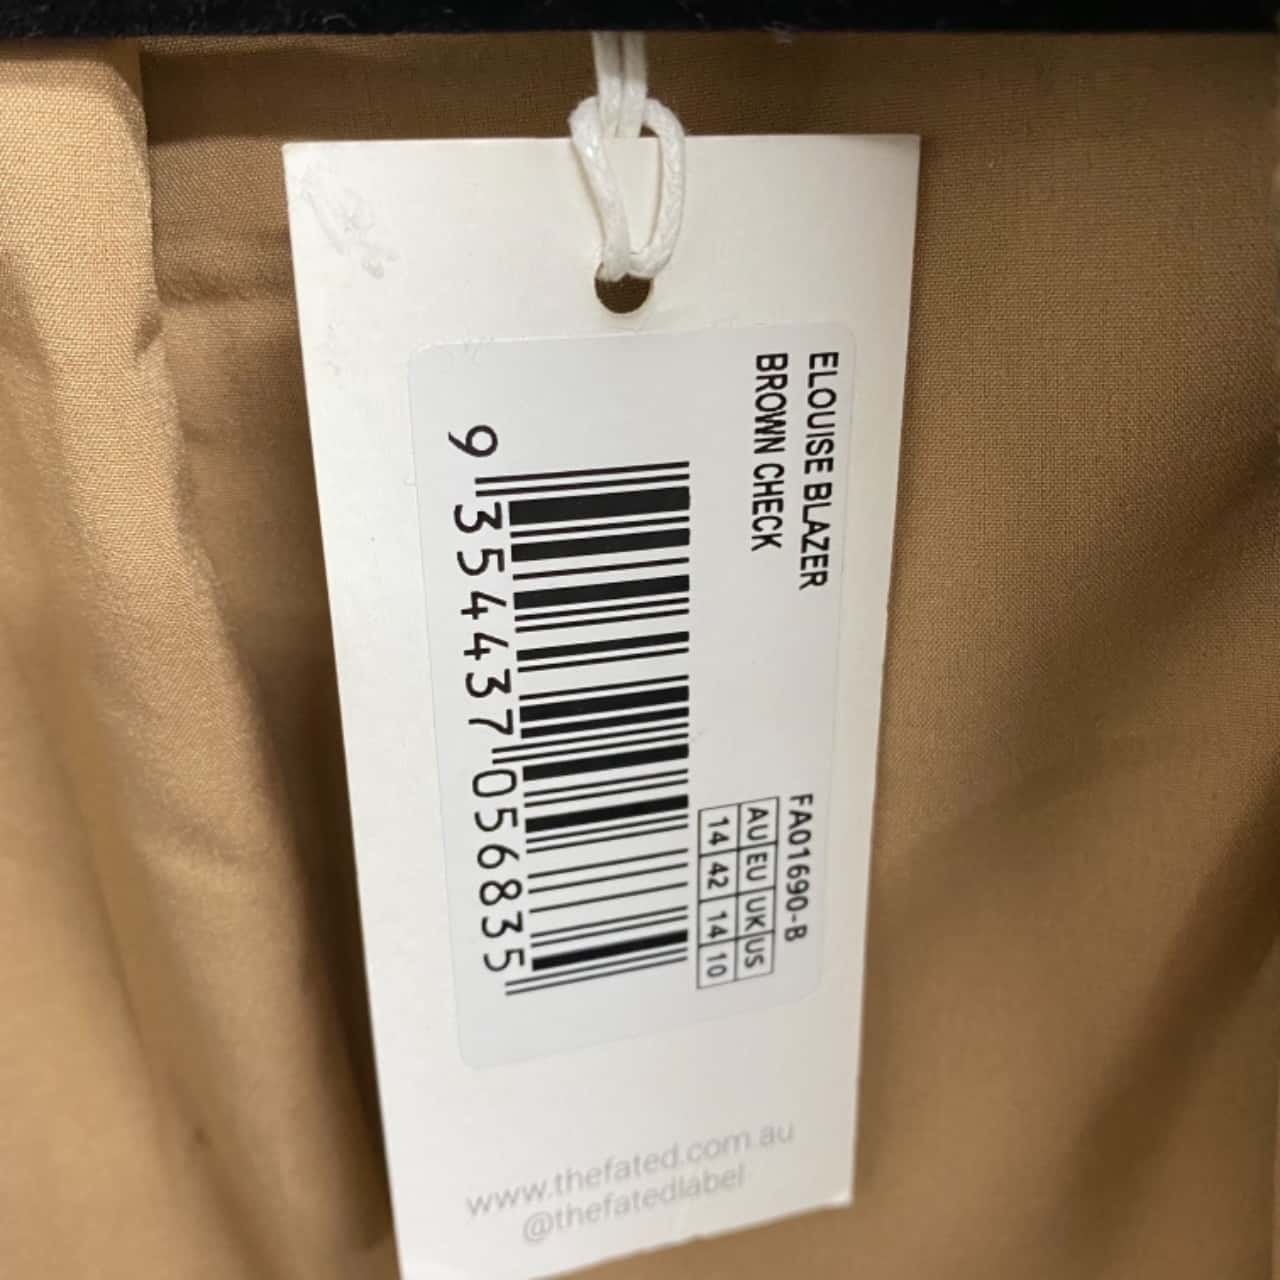 ELOUISE BLAZER
BROWN CHECK
FA01690-B
AU EU UK US
14 42 14 10
9 354437 056835
www.thefated.com.au
@thefatedlabel